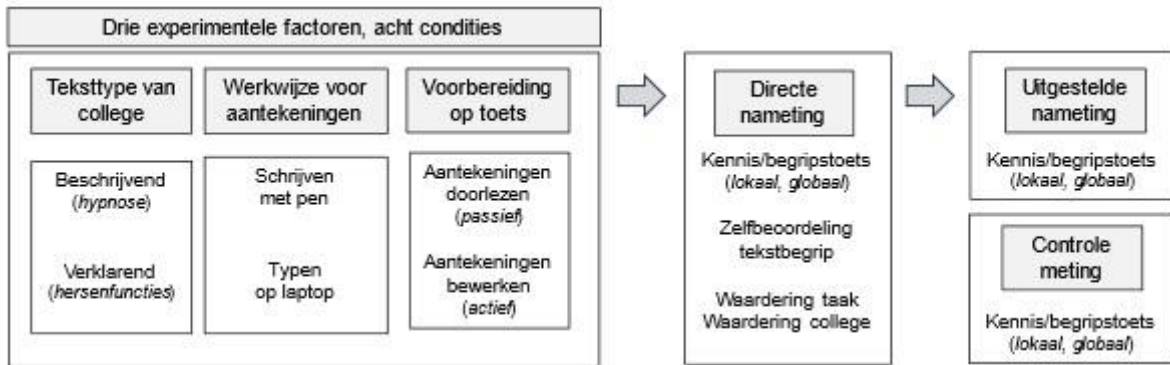 Drie experimentele factoren, acht condities
Teksttype van
college
Beschrijvend
(hypnose)
Verklarend
(hersenfuncties)
Werkwijze voor
aantekeningen
Schrijven
met pen
Typen
op laptop
Voorbereiding
op toets
Aantekeningen
doorlezen
(passief)
Aantekeningen
bewerken
(actief)
Directe
nameting
Kennis/begripstoets
(lokaal, globaal)
Zelfbeoordeling
tekstbegrip
Waardering taak
Waardering college
Uitgestelde
nameting
Kennis/begripstoets
(lokaal, globaal)
Controle
meting
Kennis/begripstoets
(lokaal, globaal)